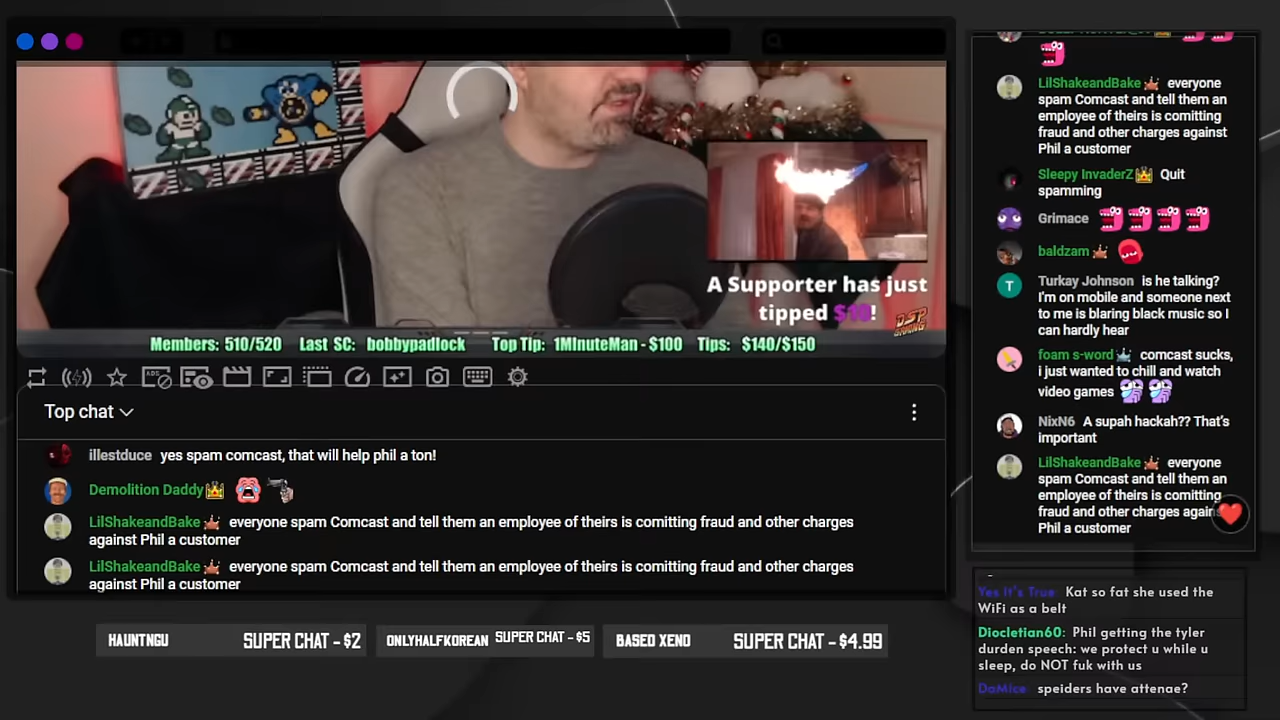 A Supporter has just
tipped $10!
DSP
GAMING
Members: 510/520 Last SC: bobbypadlock Top Tip: 1MInuteMan - $100 Tips: $140/$150
Top chat
illestduce yes spam comcast, that will help phil a ton!
Demolition Daddy
LilShakeandBake everyone spam Comcast and tell them an employee of theirs is comitting fraud and other charges
against Phil a customer
LilShakeandBake everyone spam Comcast and tell them an employee of theirs is comitting fraud and other charges
against Phil a customer
HAUNTNGU SUPER CHAT - $2
ONLYHALFKOREAN SUPER CHAT - $5
BASED XEND SUPER CHAT - $4.99
LilShakeandBake everyone
spam Comcast and tell them an
employee of theirs is comitting
fraud and other charges against
Phil a customer
Sleepy InvaderZ Quit
spamming
Grimace
baldzam
T
Turkay Johnson is he talking?
I'm on mobile and someone next
to me is blaring black music so I
can hardly hear
foam s-word comcast sucks,
i just wanted to chill and watch
video games
NixN6 A supah hackah?? That's
important
LilShakeandBake everyone
spam Comcast and tell them an
employee of theirs is comitting
fraud and other charges again
Phil a customer
Yes It's True: Kat so fat she used the
WiFi as a belt
Diocletian60: Phil getting the tyler
durden speech: we protect u while u
sleep, do NOT fuk with us
DaMice speiders have attenae?